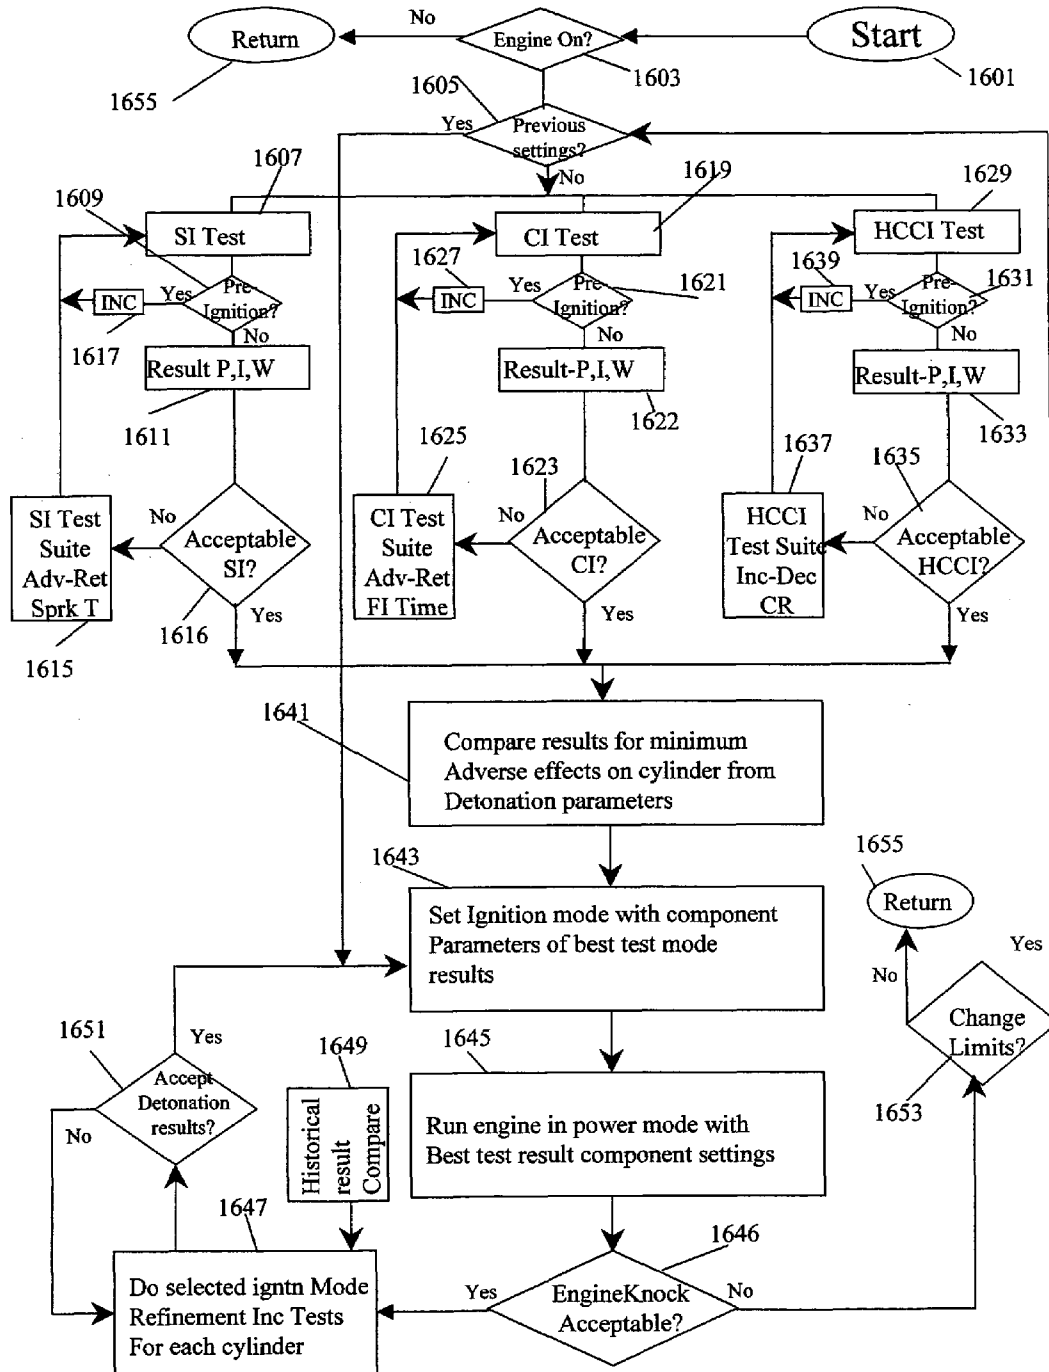 No
Return
Engine On?
Start
1655
1603
1601
1605
Yes
Previous
settings?
No
1607
1619
1629
1609
SI Test
CI Test
HCCI Test
1627
1639
INC
Yes
Pre-
Ignition?
INC
Yes
Pre-
Ignition?
1621
INC
Yes
Pre-
Ignition?
1631
1617
No
No
No
Result P,I,W
Result-P,I,W
Result-P,I,W
1611
1622
1633
1625
1623
1637
1635
SI Test
Suite
Adv-Ret
Sprk T
No
Acceptable
SI?
CI Test
Suite
Adv-Ret
FI Time
No
Acceptable
CI?
HCCI
Test Suite
Inc-Dec
CR
No
Acceptable
HCCI?
1615
1616
Yes
Yes
Yes
1641
Compare results for minimum
Adverse effects on cylinder from
Detonation parameters
1643
1655
Set Ignition mode with component
Parameters of best test mode
results
Return
Yes
No
Change
Limits?
1653
1651
Yes
1649
1645
Accept
Detonation
results?
No
Historical
result
Compare
Run engine in power mode with
Best test result component settings
1647
1646
Do selected igntn Mode
Refinement Inc Tests
For each cylinder
Yes
EngineKnock
Acceptable?
No